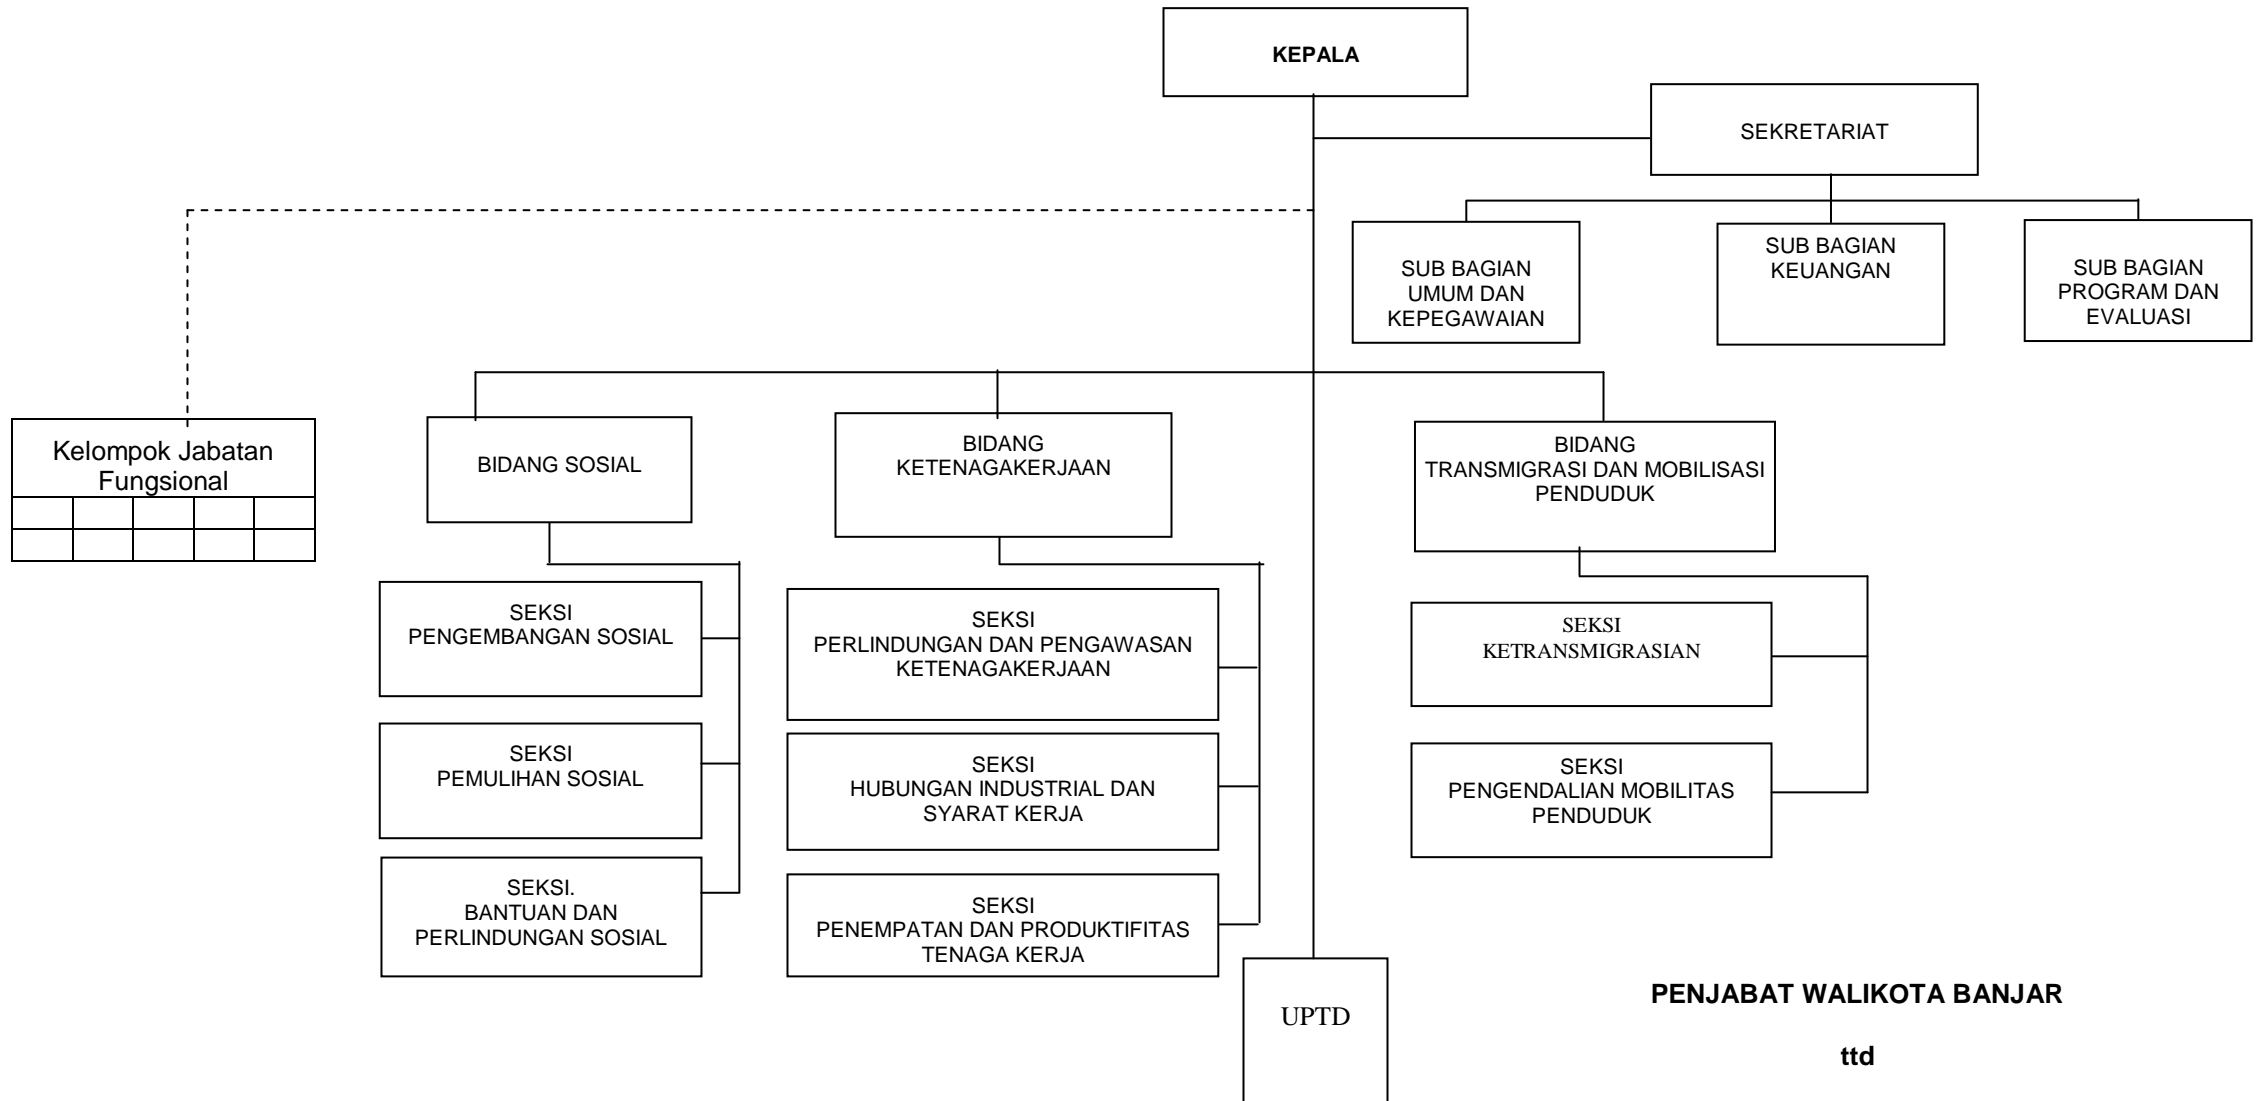 KEPALA
SEKRETARIAT
SUB BAGIAN
UMUM DAN
KEPEGAWAIAN
SUB BAGIAN
KEUANGAN
SUB BAGIAN
PROGRAM DAN
EVALUASI
Kelompok Jabatan
Fungsional
BIDANG SOSIAL
BIDANG
KETENAGAKERJAAN
BIDANG
TRANSMIGRASI DAN MOBILISASI
PENDUDUK
SEKSI
PENGEMBANGAN SOSIAL
SEKSI
PEMULIHAN SOSIAL
SEKSI.
BANTUAN DAN
PERLINDUNGAN SOSIAL
SEKSI
PERLINDUNGAN DAN PENGAWASAN
KETENAGAKERJAAN
SEKSI
HUBUNGAN INDUSTRIAL DAN
SYARAT KERJA
SEKSI
PENEMPATAN DAN PRODUKTIFITAS
TENAGA KERJA
SEKSI
KETRANSMIGRASIAN
SEKSI
PENGENDALIAN MOBILITAS
PENDUDUK
UPTD
PENJABAT WALIKOTA BANJAR
ttd